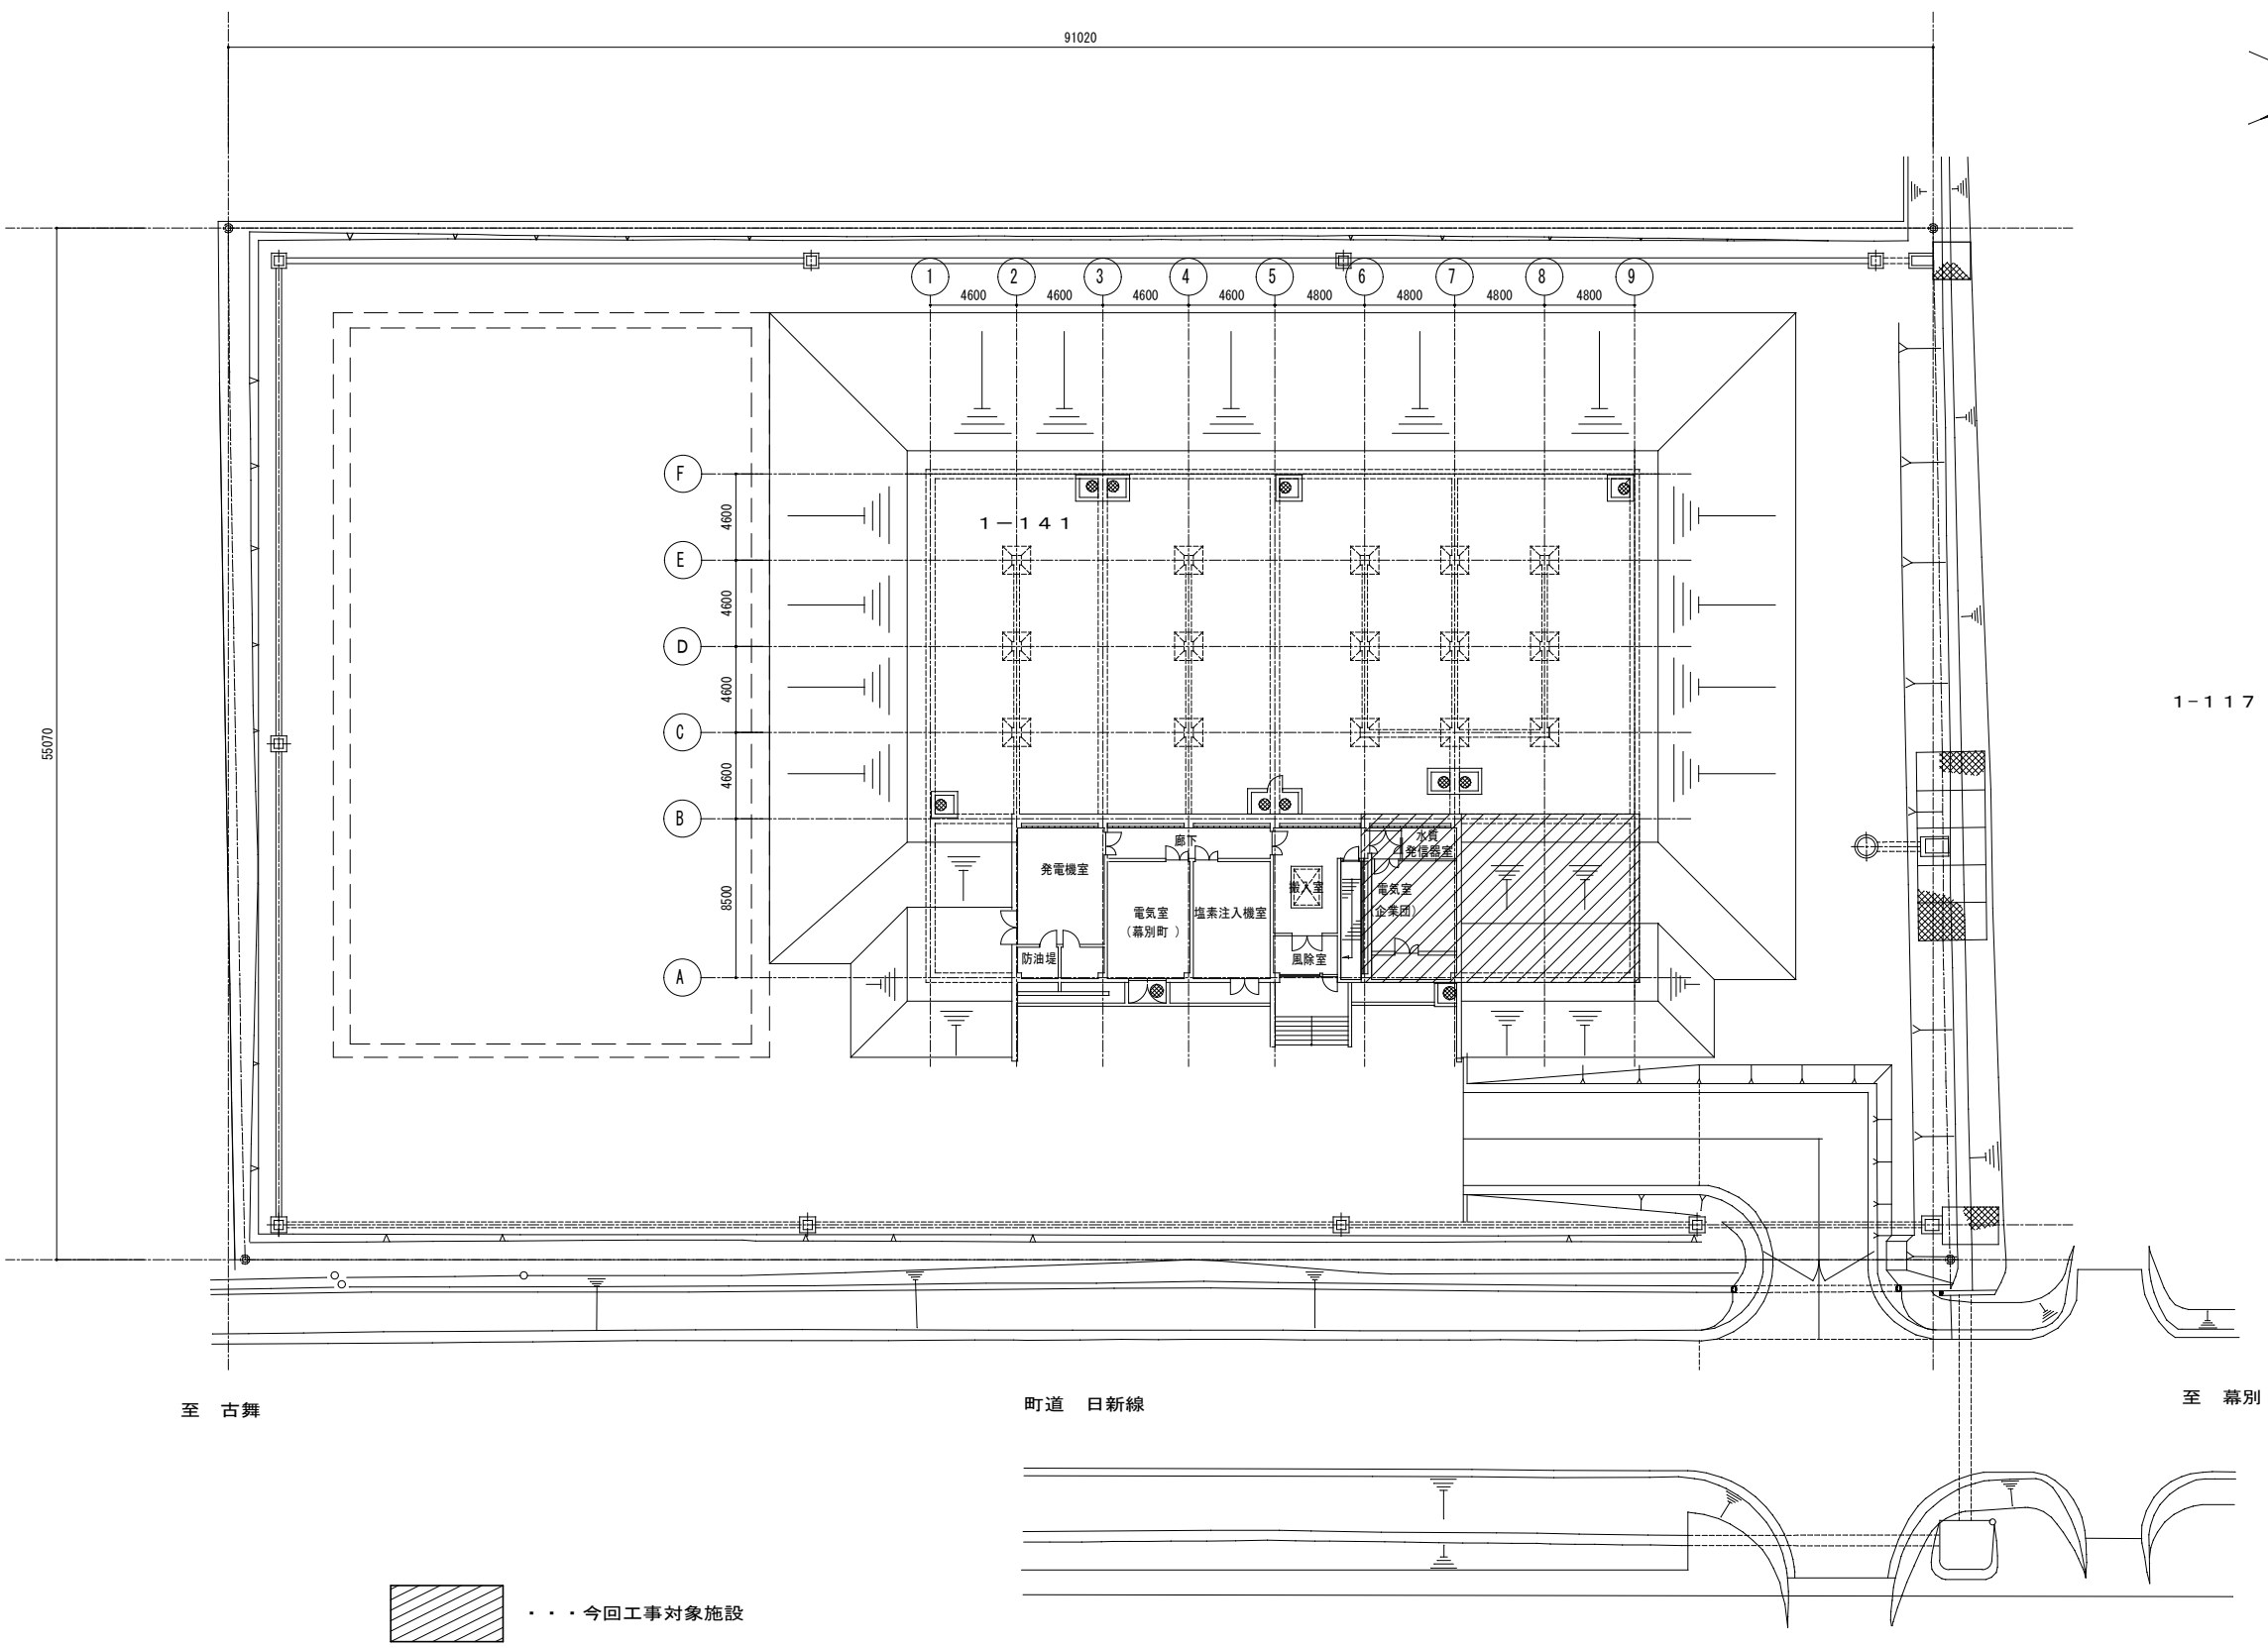 91020
1 2 3 4 5 6 7 8 9
4600 4600 4600 4600 4800 4800 4800 4800
F
4600
1－１４１
E
4600
D
4600
1-１１７
C
55070
4600
B
廊下
水質
発信器室
発電機室
搬入室
電気室
8500
電気室
塩素注入機室
(企業団)
(幕別町 )
防油堤
風除室
A
至　古舞
町道　日新線
至　幕別
・・・今回工事対象施設